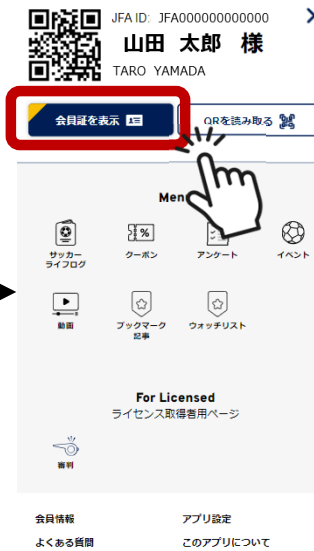 JFA ID: JFA000000000000
山田 太郎 様
TARO YAMADA
会員証を表示
QRを読み取る
Men
サッカー
ライフログ
クーポン
アンケート
イベント
動画
ブックマーク
記事
ウォッチリスト
For Licensed
ライセンス取得者用ページ
審判
会員情報
アプリ設定
よくある質問
このアプリについて